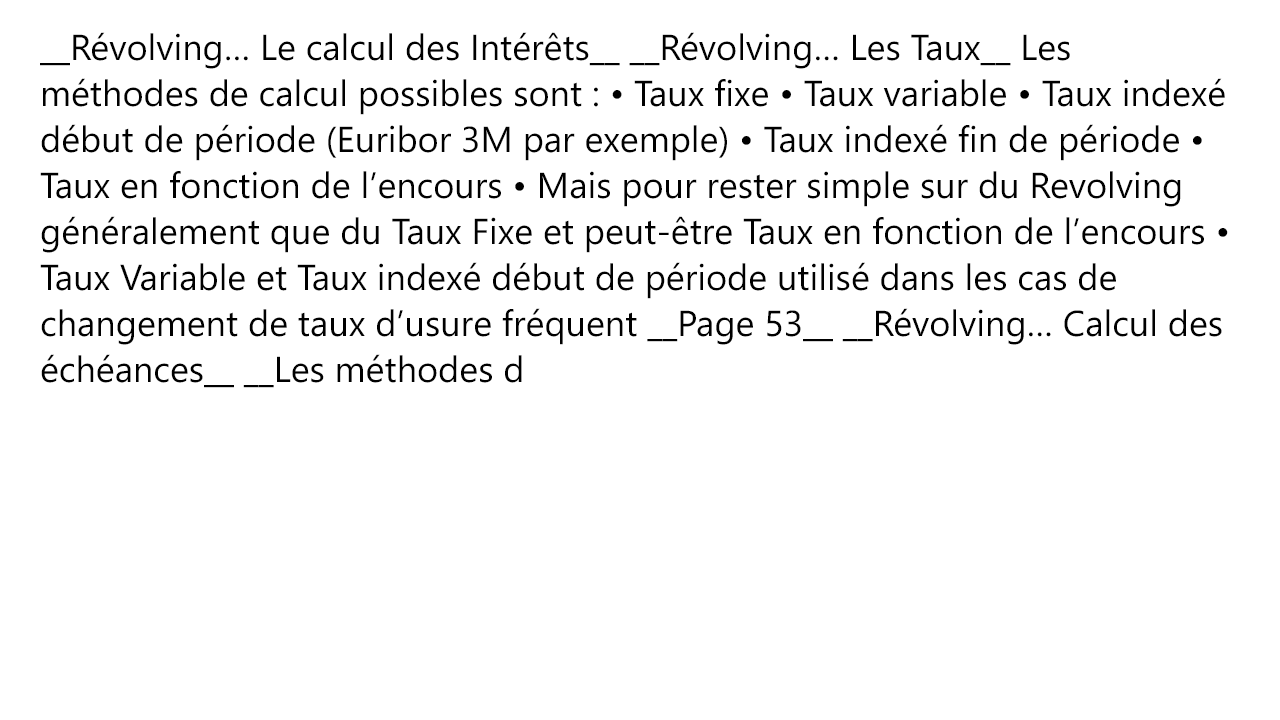 __Révolving... Le calcul des Intérêts__ __Révolving... Les Taux__ Les
méthodes de calcul possibles sont : • Taux fixe • Taux variable • Taux indexé
début de période (Euribor 3M par exemple) • Taux indexé fin de période •
Taux en fonction de l’encours • Mais pour rester simple sur du Revolving
généralement que du Taux Fixe et peut-être Taux en fonction de l’encours •
Taux Variable et Taux indexé début de période utilisé dans les cas de
changement de taux d’usure fréquent __Page 53__ __Révolving... Calcul des
échéances__ __Les méthodes d